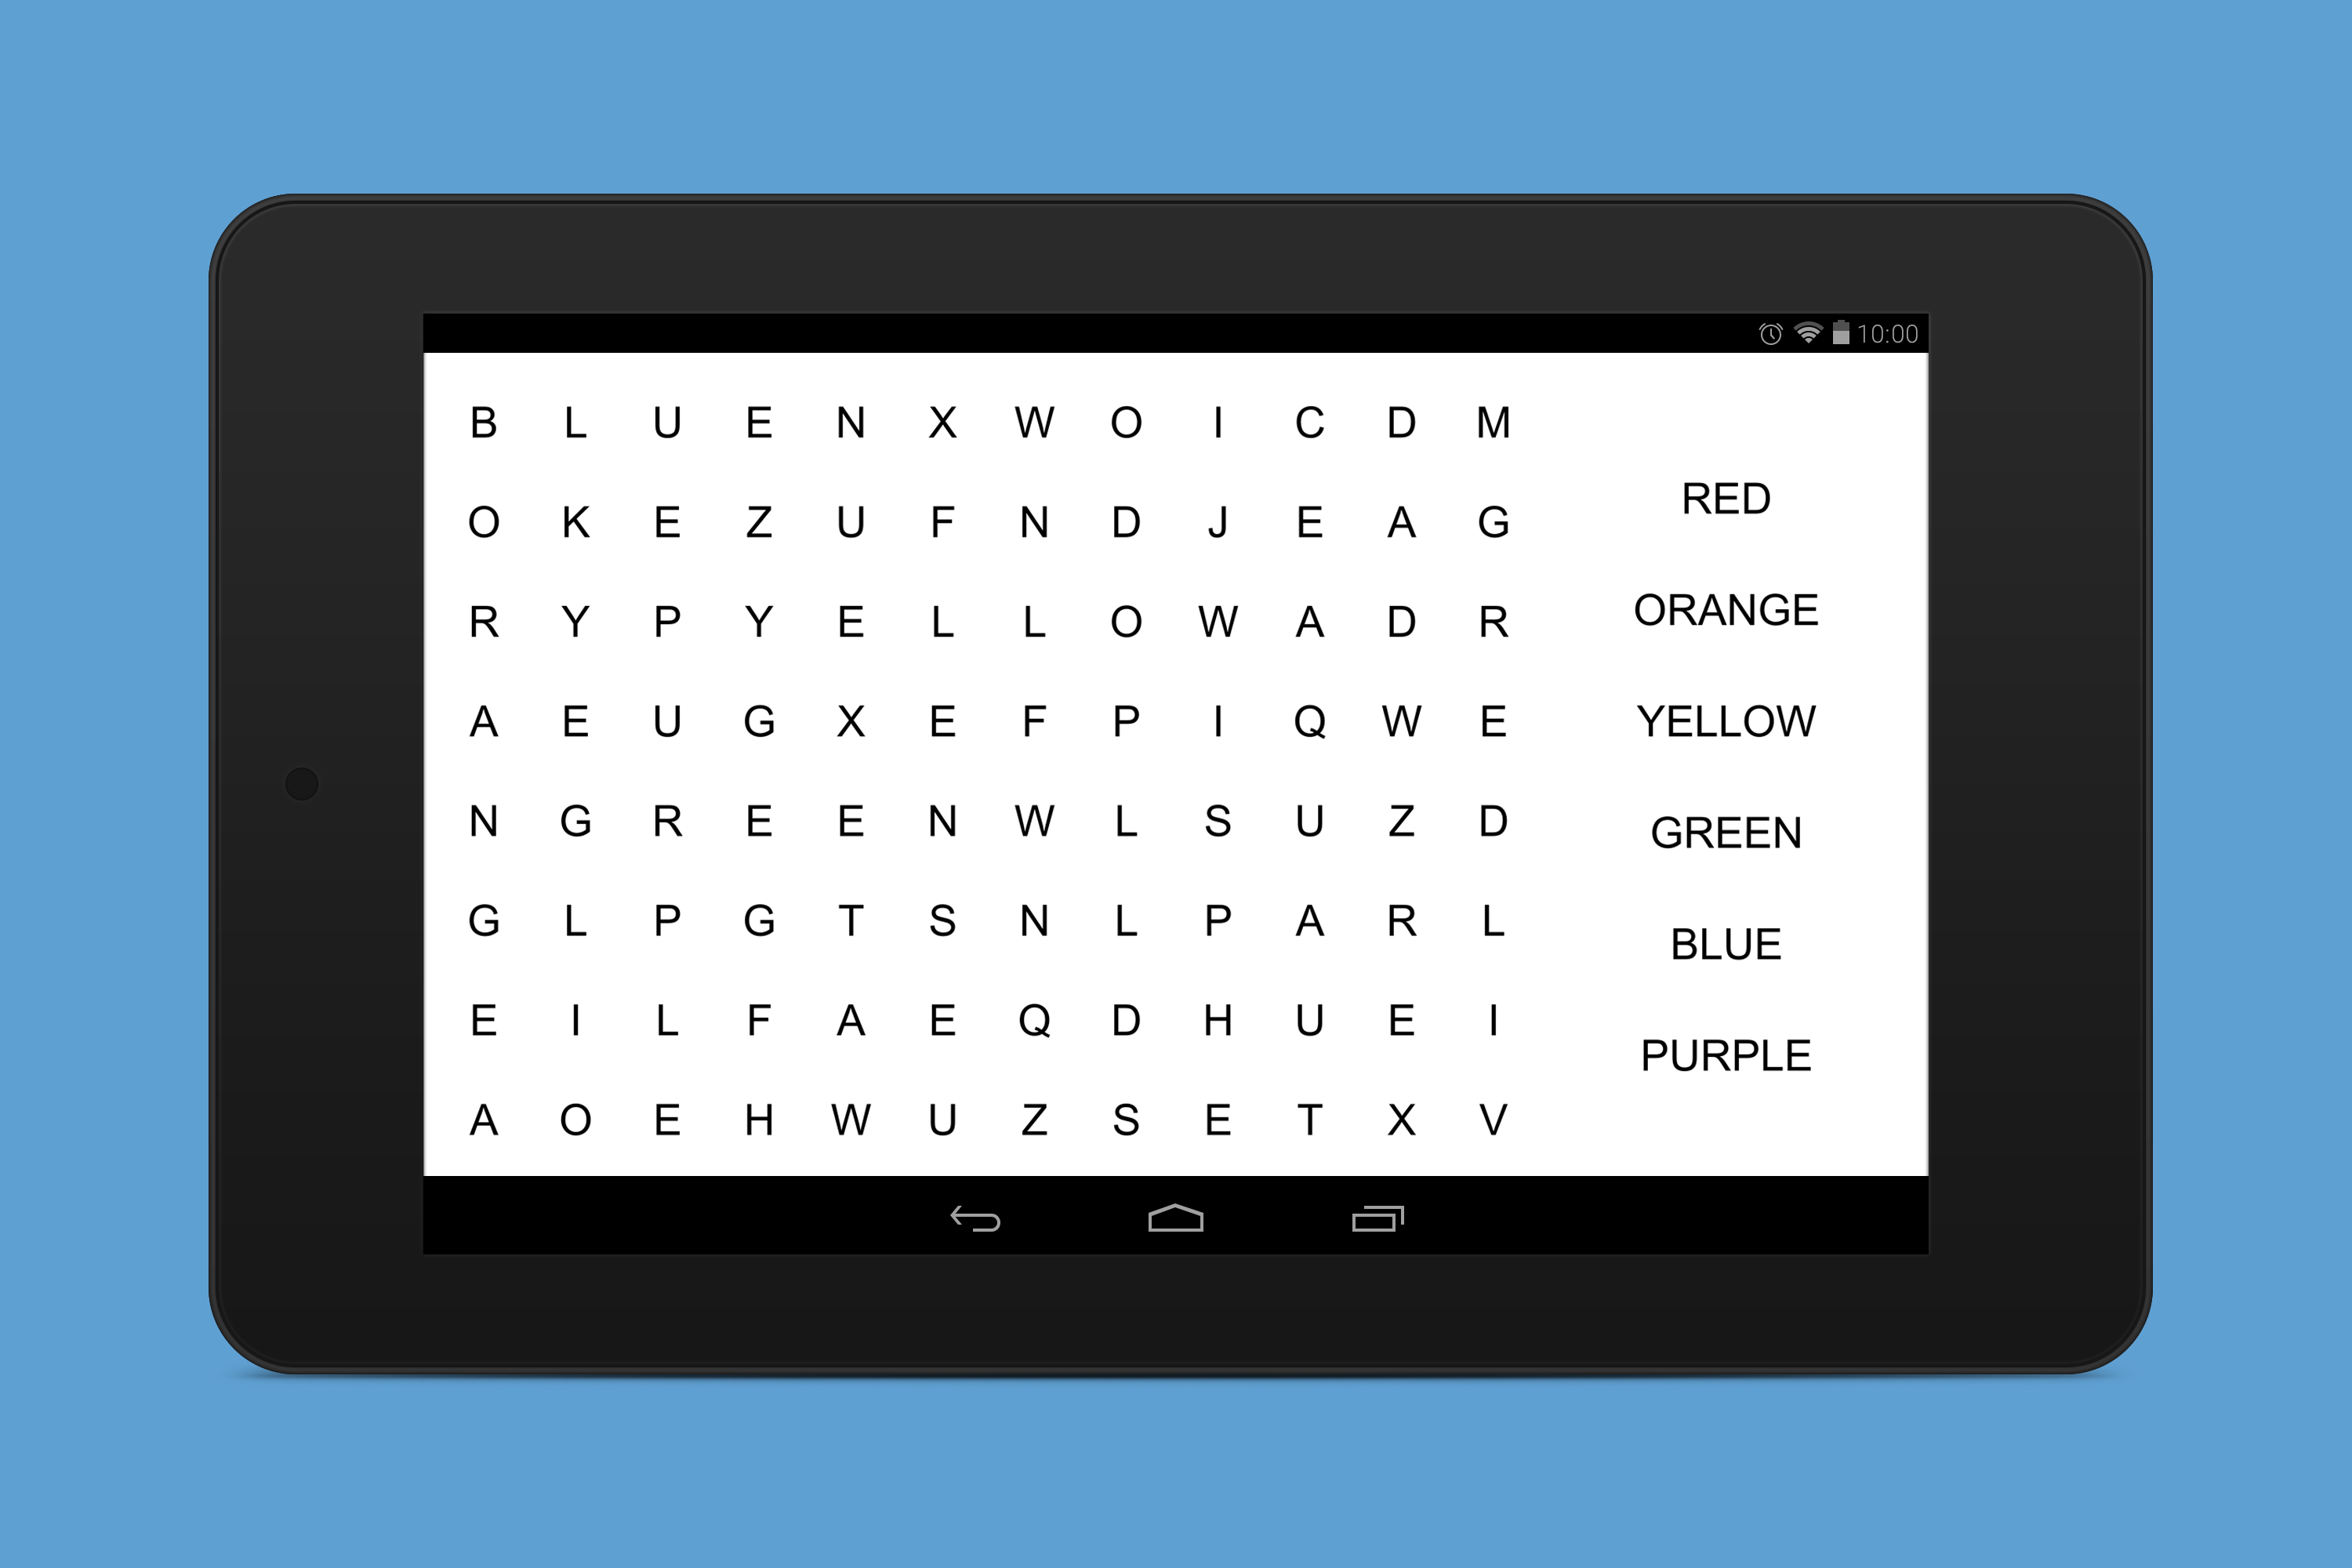 10:00
B L U E N X W O I C D M
O K E Z U F N D J E A G
R Y P Y E L L O W A D R
A E U G X E F P I Q W E
N G R E E N W L S U Z D
G L P G T S N L P A R L
E I L F A E Q D H U E I
A O E H W U Z S E T X V
RED
ORANGE
YELLOW
GREEN
BLUE
PURPLE